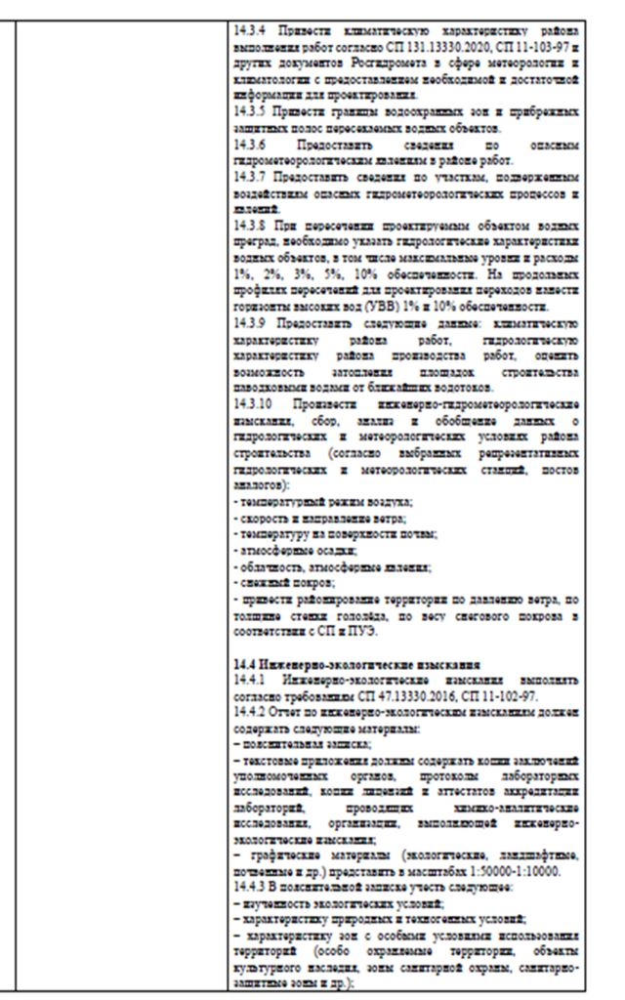 14.3.4 Привести климатическую характеристику района
выполнения работ согласно СП 131.13330.2020, СП 11-103-97 и
других документов Росгидромета в сфере метеорологии и
климатологии с предоставлением необходимой и достаточной
информации для проектирования.
14.3.5 Привести границы водоохранных зон и прибрежных
защитных полос пересекаемых водных объектов.
14.3.6 Предоставить сведения по опасным
гидрометеорологическим явлениям в районе работ.
14.3.7 Предоставить сведения по участкам, подверженным
воздействиям опасных гидрометеорологических процессов и
явлений.
14.3.8 При пересечении проектируемым объектом водных
преград, необходимо указать гидрологические характеристики
водных объектов, в том числе максимальные уровни и расходы
1%, 2%, 3%, 5%, 10% обеспеченности. На продольных
профилях пересечений для проектирования переходов нанести
горизонты высоких вод (УВВ) 1% и 10% обеспеченности.
14.3.9 Предоставить следующие данные: климатическую
характеристику района работ, гидрологическую
характеристику района производства работ, оценить
возможность затопления площадок строительства
паводковыми водами от ближайших водотоков.
14.3.10 Произвести инженерно-гидрометеорологические
изыскания, сбор, анализ и обобщение данных о
гидрологических и метеорологических условиях района
строительства (согласно выбранных репрезентативных
гидрологических и метеорологических станций, постов
аналогов):
- температурный режим воздуха;
- скорость и направление ветра;
- температуру на поверхности почвы;
- атмосферные осадки;
- облачность, атмосферные явления;
- снежный покров;
- привести районирование территории по давлению ветра, по
толщине стенки гололёда, по весу снегового покрова в
соответствии с СП и ПУЭ.
14.4 Инженерно-экологические изыскания
14.4.1 Инженерно-экологические изыскания выполнять
согласно требованиям СП 47.13330.2016, СП 11-102-97.
14.4.2 Отчет по инженерно-экологическим изысканиям должен
содержать следующие материалы:
– пояснительная записка;
– текстовые приложения должны содержать копии заключений
уполномоченных органов, протоколы лабораторных
исследований, копии лицензий и аттестатов аккредитации
лабораторий, проводящих химико-аналитические
исследования, организации, выполняющей инженерно-
экологические изыскания;
– графические материалы (экологические, ландшафтные,
почвенные и др.) представить в масштабах 1:50000-1:10000.
14.4.3 В пояснительной записке учесть следующее:
– изученность экологических условий;
– характеристику природных и техногенных условий;
– характеристику зон с особыми условиями использования
территорий (особо охраняемые территории, объекты
культурного наследия, зоны санитарной охраны, санитарно-
защитные зоны и др.);